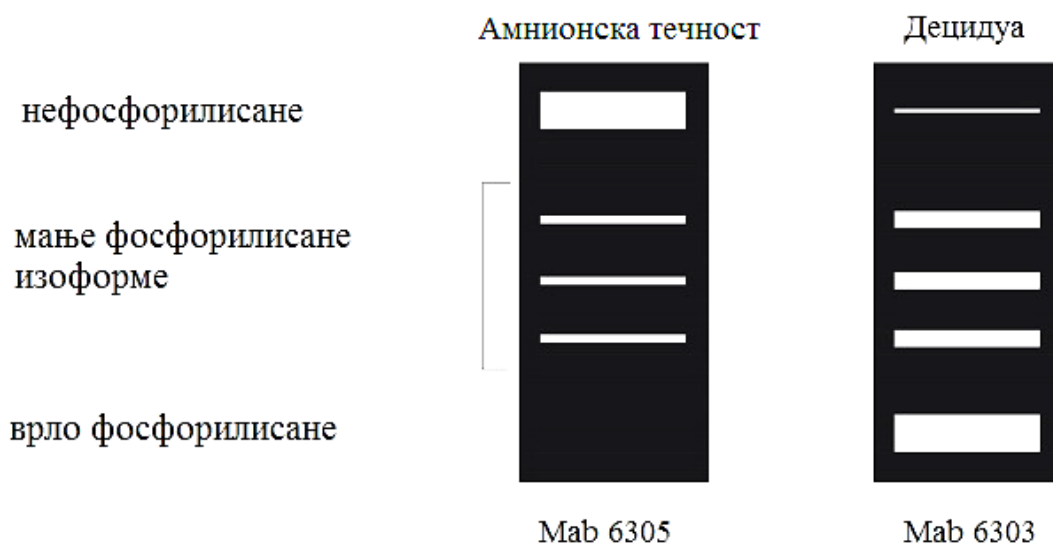 Амнионска течност
Децидуа
нефосфорилисане
мање фосфорилисане
изоформе
врло фосфорилисане
Mab 6305
Mab 6303